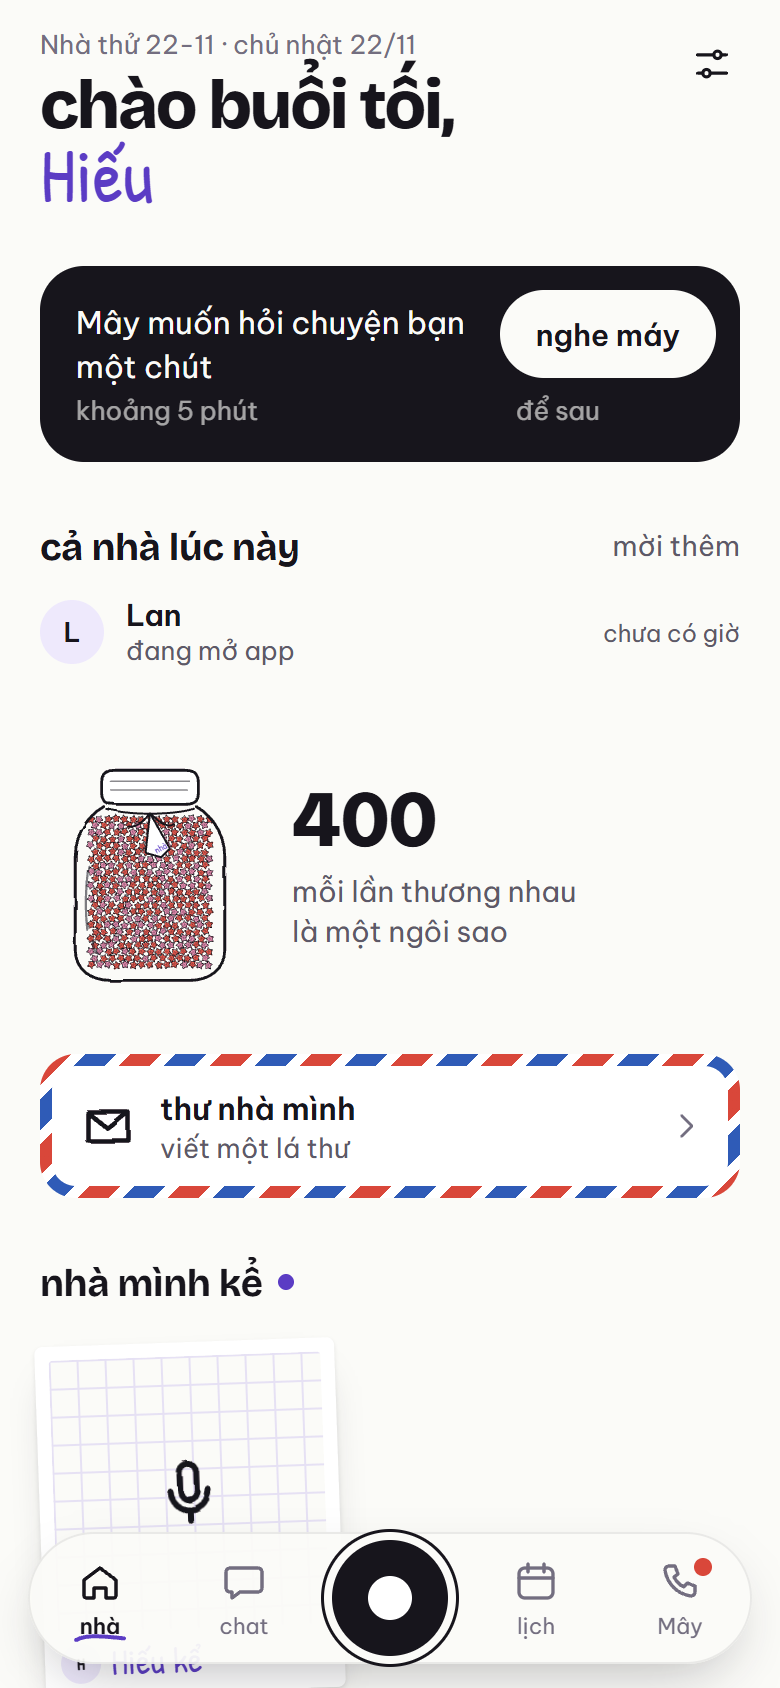 Nhà thử 22-11 · chủ nhật 22/11
chào buổi tối,
Hiếu
Mây muốn hỏi chuyện bạn
một chút
khoảng 5 phút
nghe máy
để sau
cả nhà lúc này
mời thêm
L
Lan
đang mở app
chưa có giờ
nhà
400
mỗi lần thương nhau
là một ngôi sao
thư nhà mình
viết một lá thư
nhà mình kể
H
Hiếu kể
nhà
chat
lịch
Mây